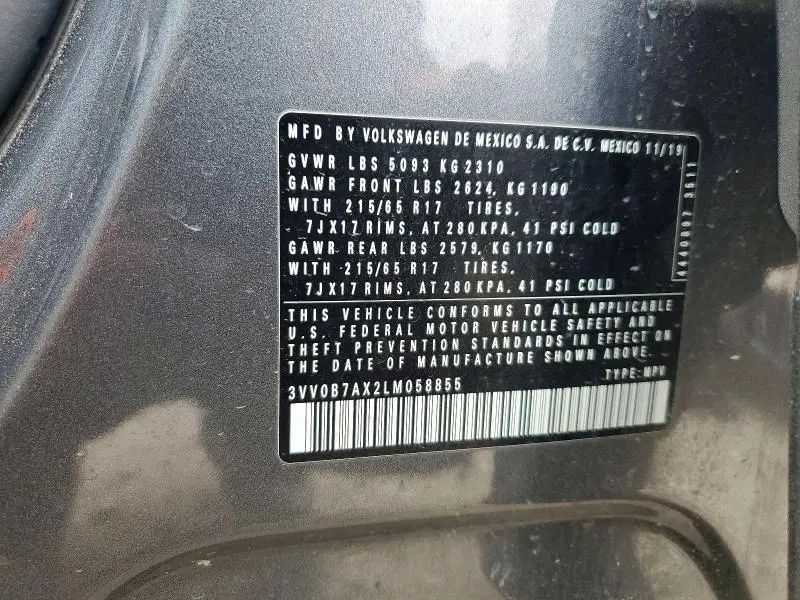 MFD BY VOLKSWAGEN DE MEXICO S.A. DE C.V. MEXICO 11/19
GVWR LBS 5093 KG 2310
GAWR FRONT LBS 2624, KG 1190
WITH 215/65 R17 TIRES,
7JX17 RIMS, AT 280 KPA, 41 PSI COLD
GAWR REAR LBS 2579, KG 1170
WITH 215/65 R17 TIRES,
7JX17 RIMS, AT 280 KPA, 41 PSI COLD
THIS VEHICLE CONFORMS TO ALL APPLICABLE
U.S. FEDERAL MOTOR VEHICLE SAFETY AND
THEFT PREVENTION STANDARDS IN EFFECT ON
THE DATE OF MANUFACTURE SHOWN ABOVE.
TYPE: MPV
3VV0B7AX2LM058855